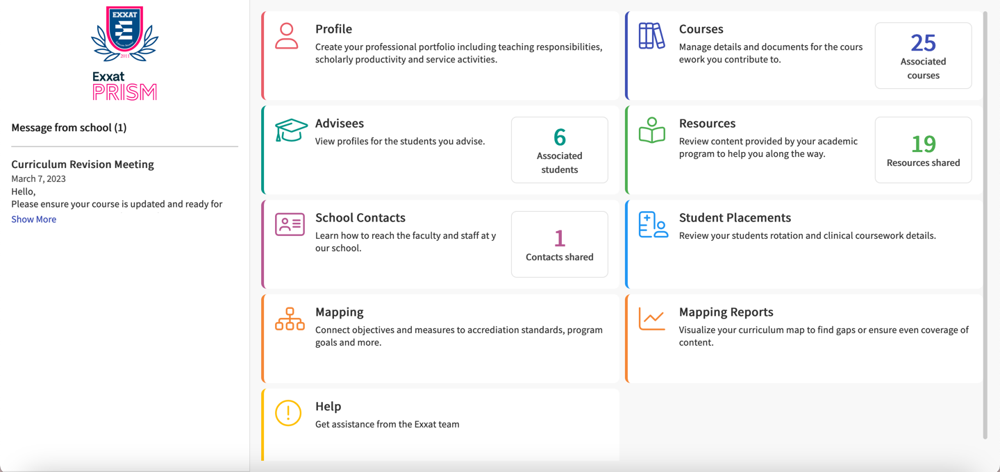 EXXAT
2011
Exxat
PRISM
Message from school (1)
Curriculum Revision Meeting
March 7, 2023
Hello,
Please ensure your course is updated and ready for
Show More
Profile
Create your professional portfolio including teaching responsibilities,
scholarly productivity and service activities.
Courses
Manage details and documents for the cours
ework you contribute to.
25
Associated
courses
Advisees
View profiles for the students you advise.
6
Associated
students
Resources
Review content provided by your academic
program to help you along the way.
19
Resources shared
School Contacts
Learn how to reach the faculty and staff at y
our school.
1
Contacts shared
Student Placements
Review your students rotation and clinical coursework details.
Mapping
Connect objectives and measures to accrediation standards, program
goals and more.
Mapping Reports
Visualize your curriculum map to find gaps or ensure even coverage of
content.
Help
Get assistance from the Exxat team